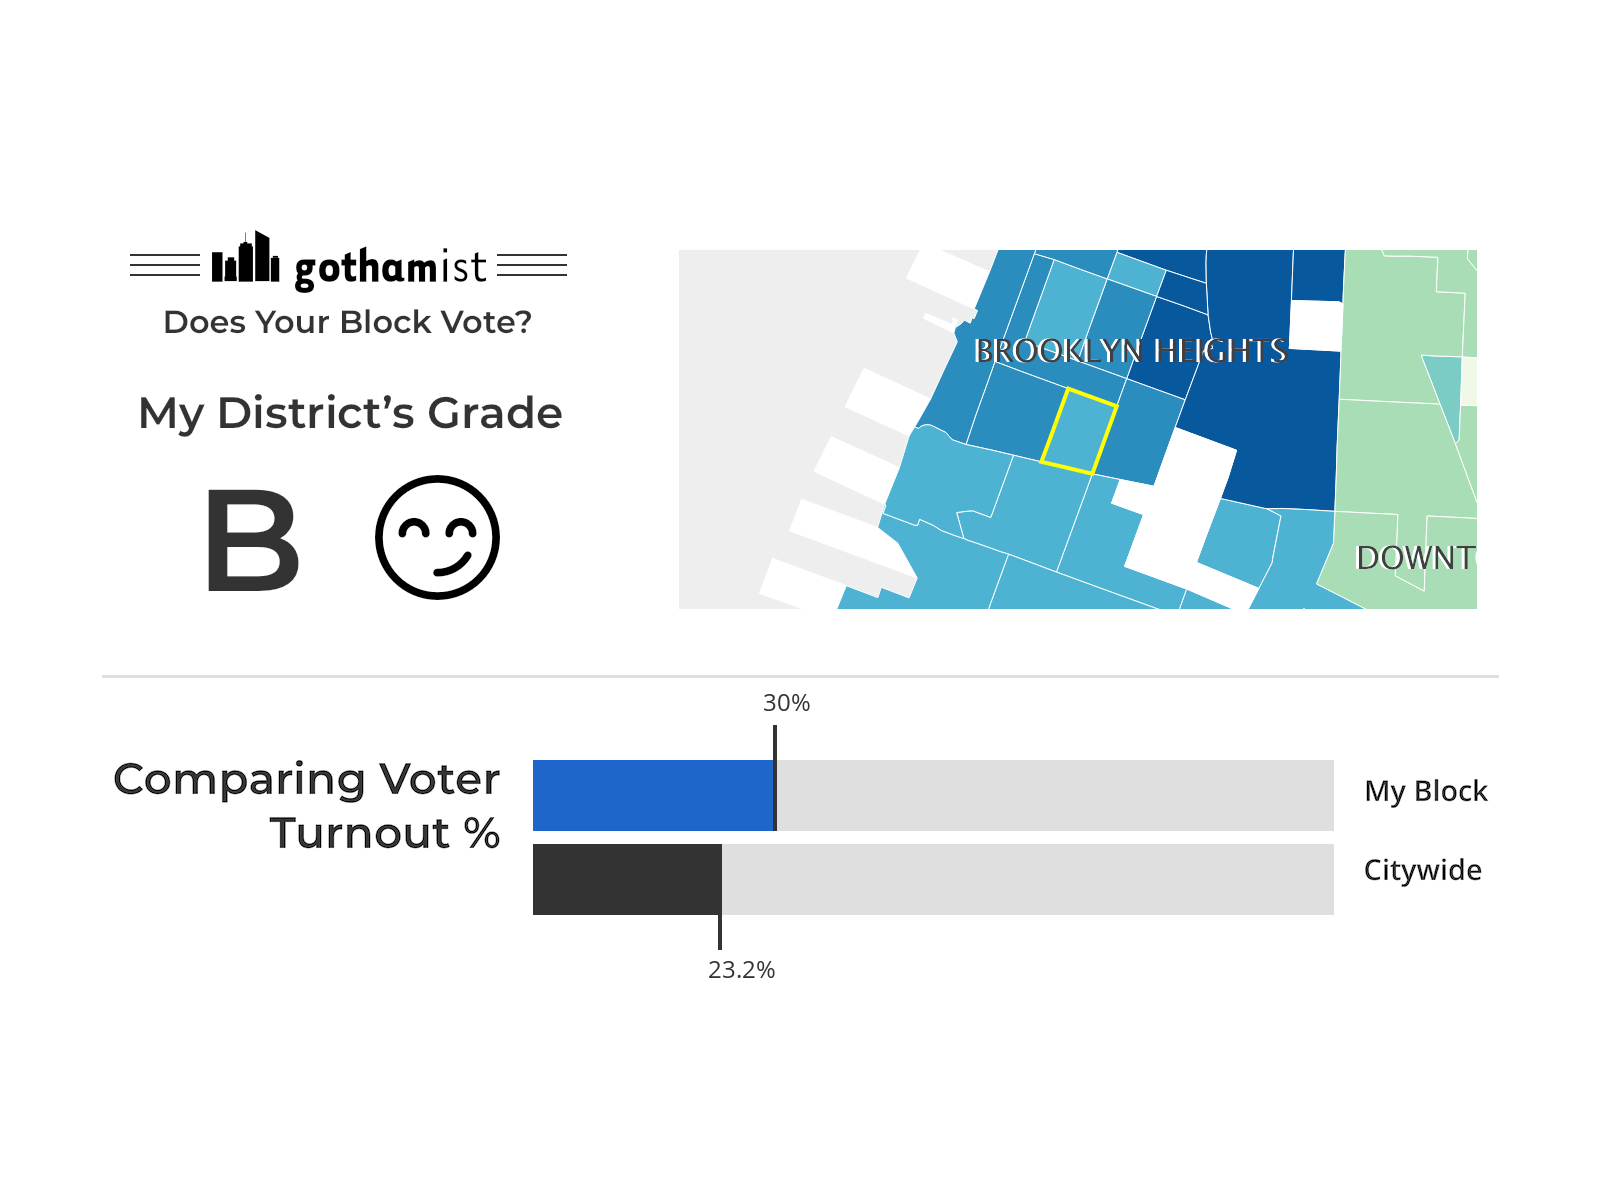 gothamist
Does Your Block Vote?
My District's Grade
B
BROOKLYN HEIGHTS
DOWNT
30%
Comparing Voter
Turnout %
My Block
Citywide
23.2%